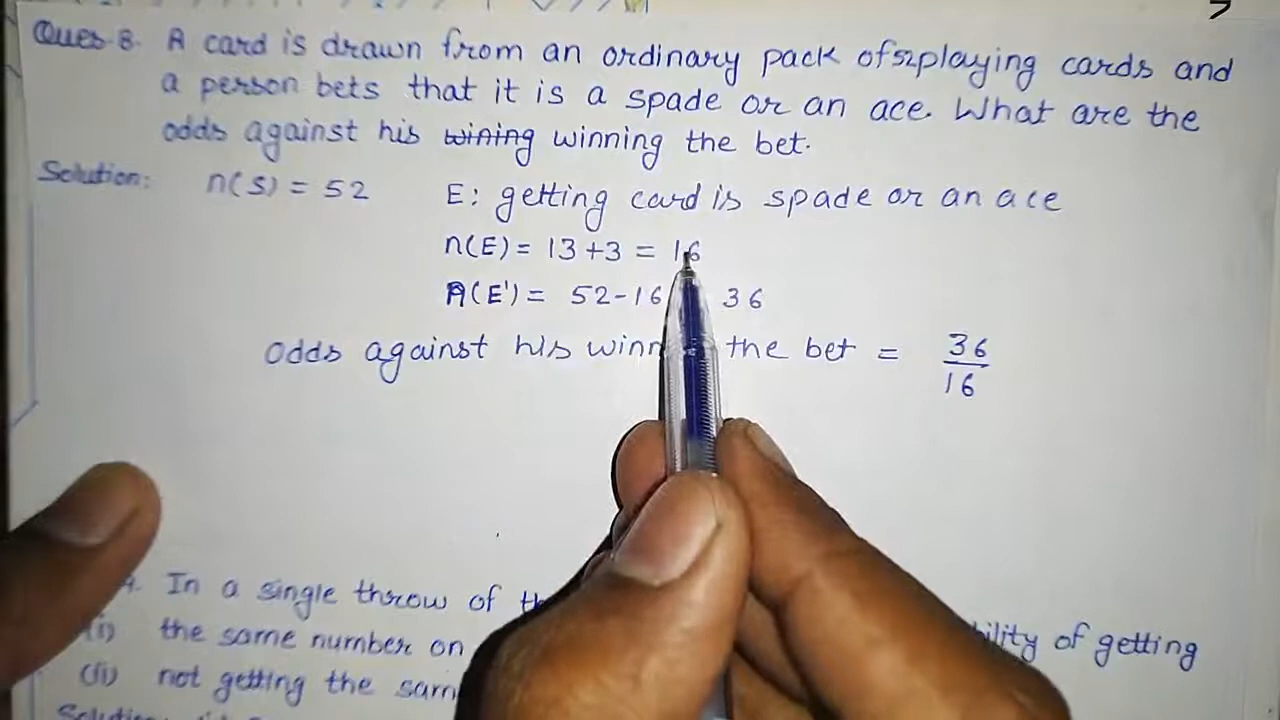 Ques 3. A card is drawn from an ordinary pack of 52 playing cards and
a person bets that it is a spade or an ace. What are the
odds against his wining winning the bet.
Solution: n(S) = 52 E: getting card is spade or an ace
n(E) = 13 + 3 = 16
n(E') = 52 - 16 36
odds against his the bet = 36/16
4. In a single throw of
(i) the same number on of getting
(ii) not getting the